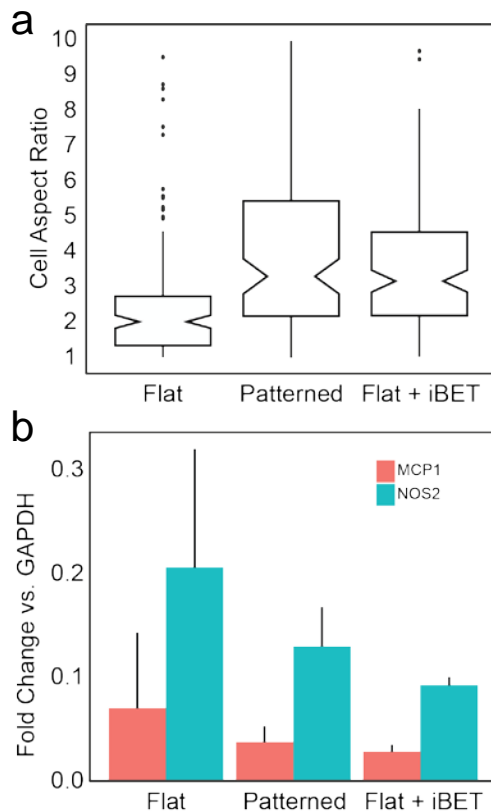 a
Cell Aspect Ratio
10
9
8
7
6
5
4
3
2
1
Flat Patterned Flat + iBET
b
Fold Change vs. GAPDH
0.3
0.2
0.1
0.0
MCP1
NOS2
Flat Patterned Flat + iBET